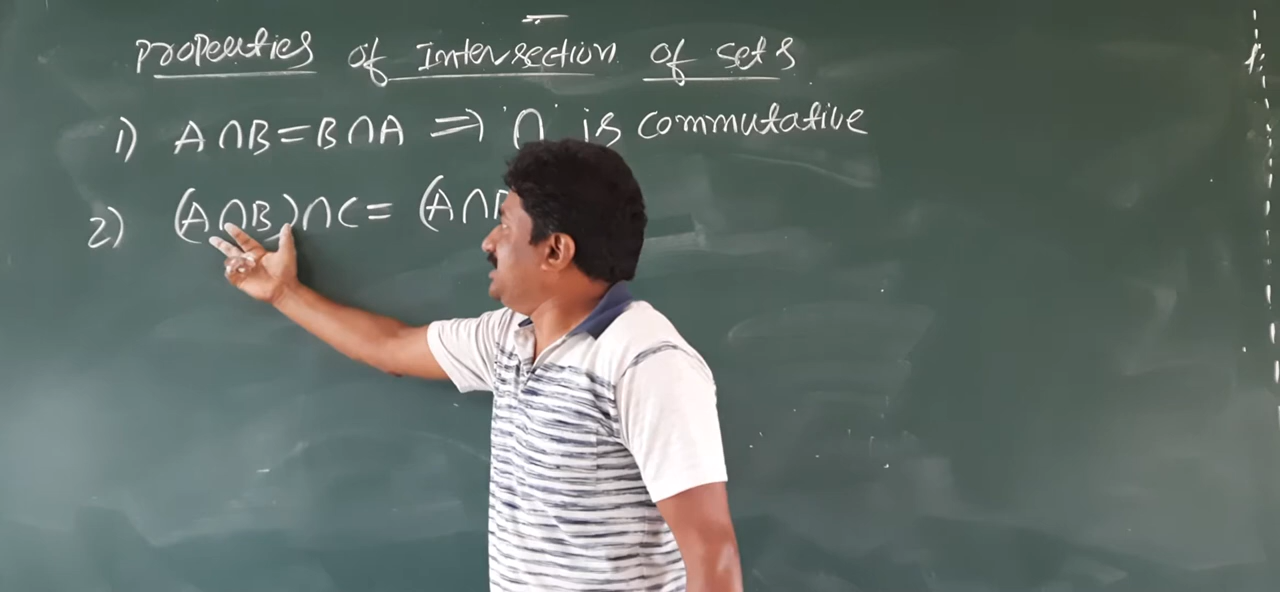 Properties of Intersection of sets
1) A∩B=B∩A ⇒ '∩' is commutative
2) (A∩B)∩C= (A∩